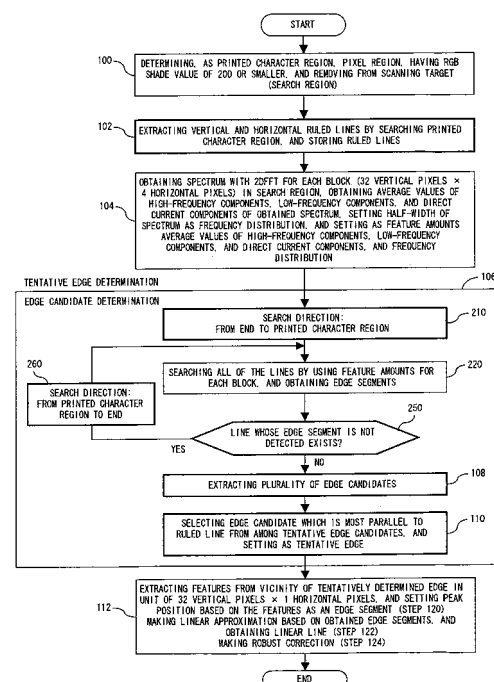 START
100
DETERMINING, AS PRINTED CHARACTER REGION, PIXEL REGION, HAVING RGB
SHADE VALUE OF 200 OR SMALLER, AND REMOVING FROM SCANNING TARGET
(SEARCH REGION)
102
EXTRACTING VERTICAL AND HORIZONTAL RULED LINES BY SEARCHING PRINTED
CHARACTER REGION, AND STORING RULED LINES
104
OBTAINING SPECTRUM WITH 2DFFT FOR EACH BLOCK (32 VERTICAL PIXELS ×
4 HORIZONTAL PIXELS) IN SEARCH REGION, OBTAINING AVERAGE VALUES OF
HIGH-FREQUENCY COMPONENTS, LOW-FREQUENCY COMPONENTS, AND DIRECT
CURRENT COMPONENTS OF OBTAINED SPECTRUM, SETTING HALF-WIDTH OF
SPECTRUM AS FREQUENCY DISTRIBUTION, AND SETTING AS FEATURE AMOUNTS
AVERAGE VALUES OF HIGH-FREQUENCY COMPONENTS, LOW-FREQUENCY
COMPONENTS, AND DIRECT CURRENT COMPONENTS, AND FREQUENCY
DISTRIBUTION
TENTATIVE EDGE DETERMINATION
106
EDGE CANDIDATE DETERMINATION
SEARCH DIRECTION:
FROM END TO PRINTED CHARACTER REGION
210
260
SEARCH DIRECTION:
FROM PRINTED CHARACTER
REGION TO END
SEARCHING ALL OF THE LINES BY USING FEATURE AMOUNTS FOR
EACH BLOCK, AND OBTAINING EDGE SEGMENTS
220
250
LINE WHOSE EDGE SEGMENT IS NOT
DETECTED EXISTS?
YES
NO
EXTRACTING PLURALITY OF EDGE CANDIDATES
108
SELECTING EDGE CANDIDATE WHICH IS MOST PARALLEL TO
RULED LINE FROM AMONG TENTATIVE EDGE CANDIDATES, AND
SETTING AS TENTATIVE EDGE
110
112
EXTRACTING FEATURES FROM VICINITY OF TENTATIVELY DETERMINED EDGE IN
UNIT OF 32 VERTICAL PIXELS × 1 HORIZONTAL PIXELS, AND SETTING PEAK
POSITION BASED ON THE FEATURES AS AN EDGE SEGMENT (STEP 120)
MAKING LINEAR APPROXIMATION BASED ON OBTAINED EDGE SEGMENTS, AND
OBTAINING LINEAR LINE (STEP 122)
MAKING ROBUST CORRECTION (STEP 124)
END